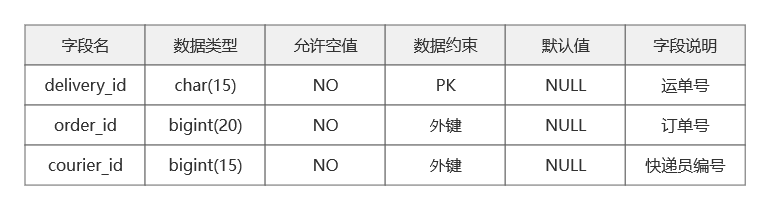 字段名 数据类型 允许空值 数据约束 默认值 字段说明
delivery_id char(15) NO PK NULL 运单号
order_id bigint(20) NO 外键 NULL 订单号
courier_id bigint(15) NO 外键 NULL 快递员编号